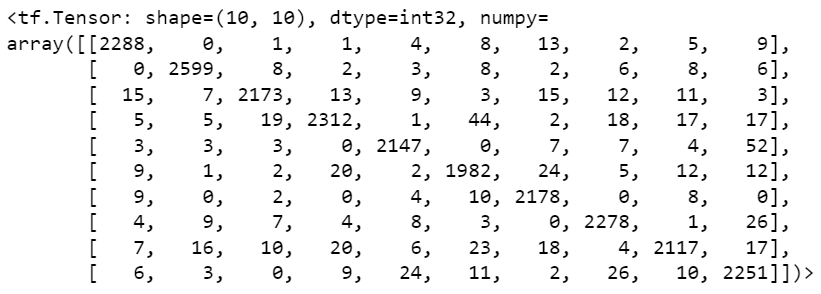 <tf.Tensor: shape=(10, 10), dtype=int32, numpy=
array([[2288,    0,    1,    1,    4,    8,   13,    2,    5,    9],
       [   0, 2599,    8,    2,    3,    8,    2,    6,    8,    6],
       [  15,    7, 2173,   13,    9,    3,   15,   12,   11,    3],
       [   5,    5,   19, 2312,    1,   44,    2,   18,   17,   17],
       [   3,    3,    3,    0, 2147,    0,    7,    7,    4,   52],
       [   9,    1,    2,   20,    2, 1982,   24,    5,   12,   12],
       [   9,    0,    2,    0,    4,   10, 2178,    0,    8,    0],
       [   4,    9,    7,    4,    8,    3,    0, 2278,    1,   26],
       [   7,   16,   10,   20,    6,   23,   18,    4, 2117,   17],
       [   6,    3,    0,    9,   24,   11,    2,   26,   10, 2251]])>